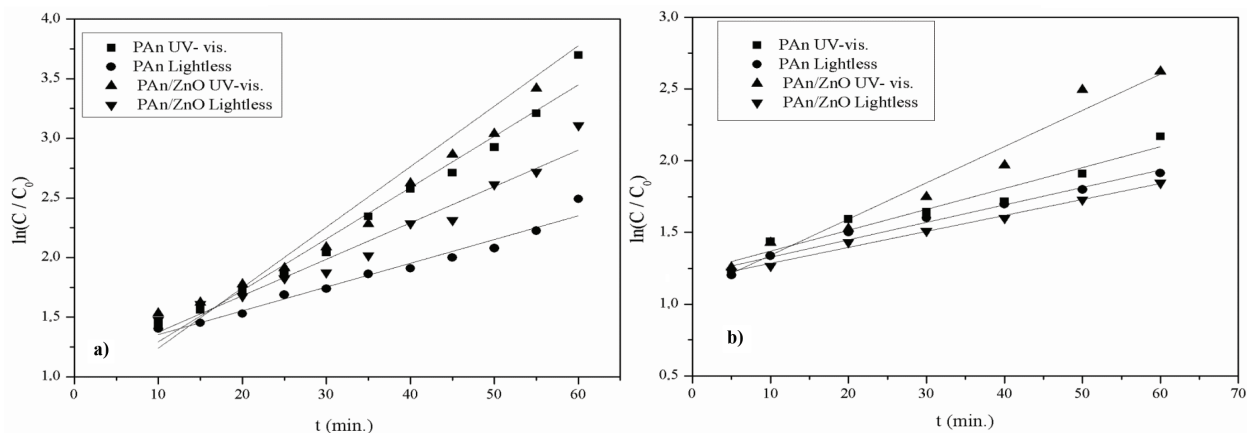 4,0
3,5
3,0
2,5
2,0
1,5
1,0
ln(C / C0)
PAn UV- vis.
PAn Lightless
PAn/ZnO UV-vis.
PAn/ZnO Lightless
a)
0 10 20 30 40 50 60
t (min.)
3,0
2,5
2,0
1,5
1,0
0,5
ln(C / C0)
PAn UV-vis.
PAn Lightless
PAn/ZnO UV- vis.
PAn/ZnO Lightless
b)
0 10 20 30 40 50 60 70
t (min.)